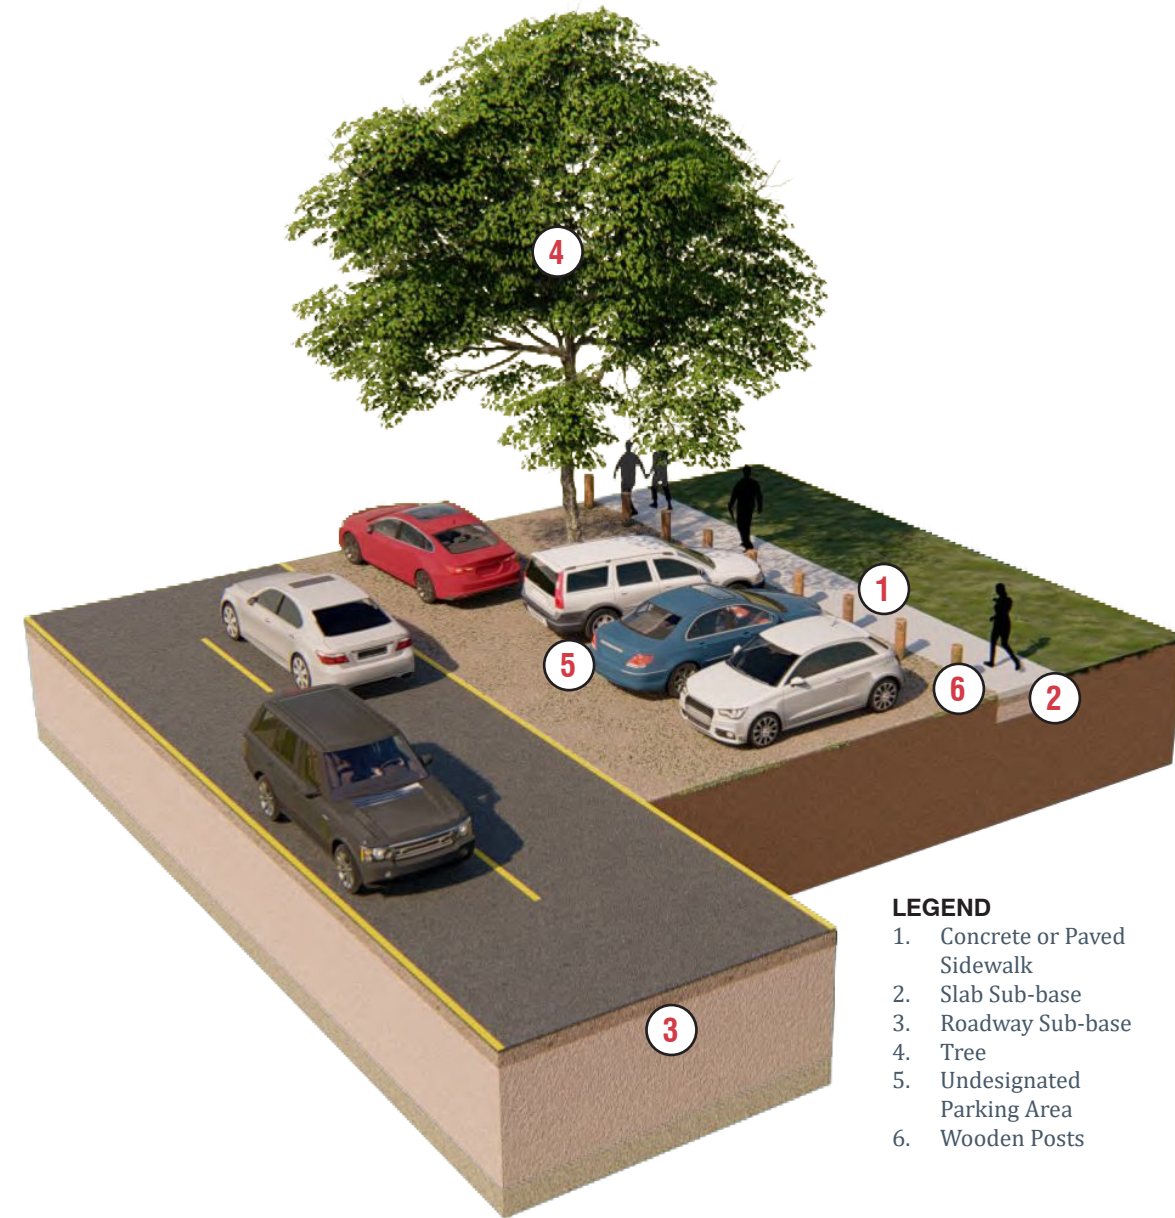 4
1
5
6
2
3
LEGEND
1. Concrete or Paved
Sidewalk
2. Slab Sub-base
3. Roadway Sub-base
4. Tree
5. Undesignated
Parking Area
6. Wooden Posts